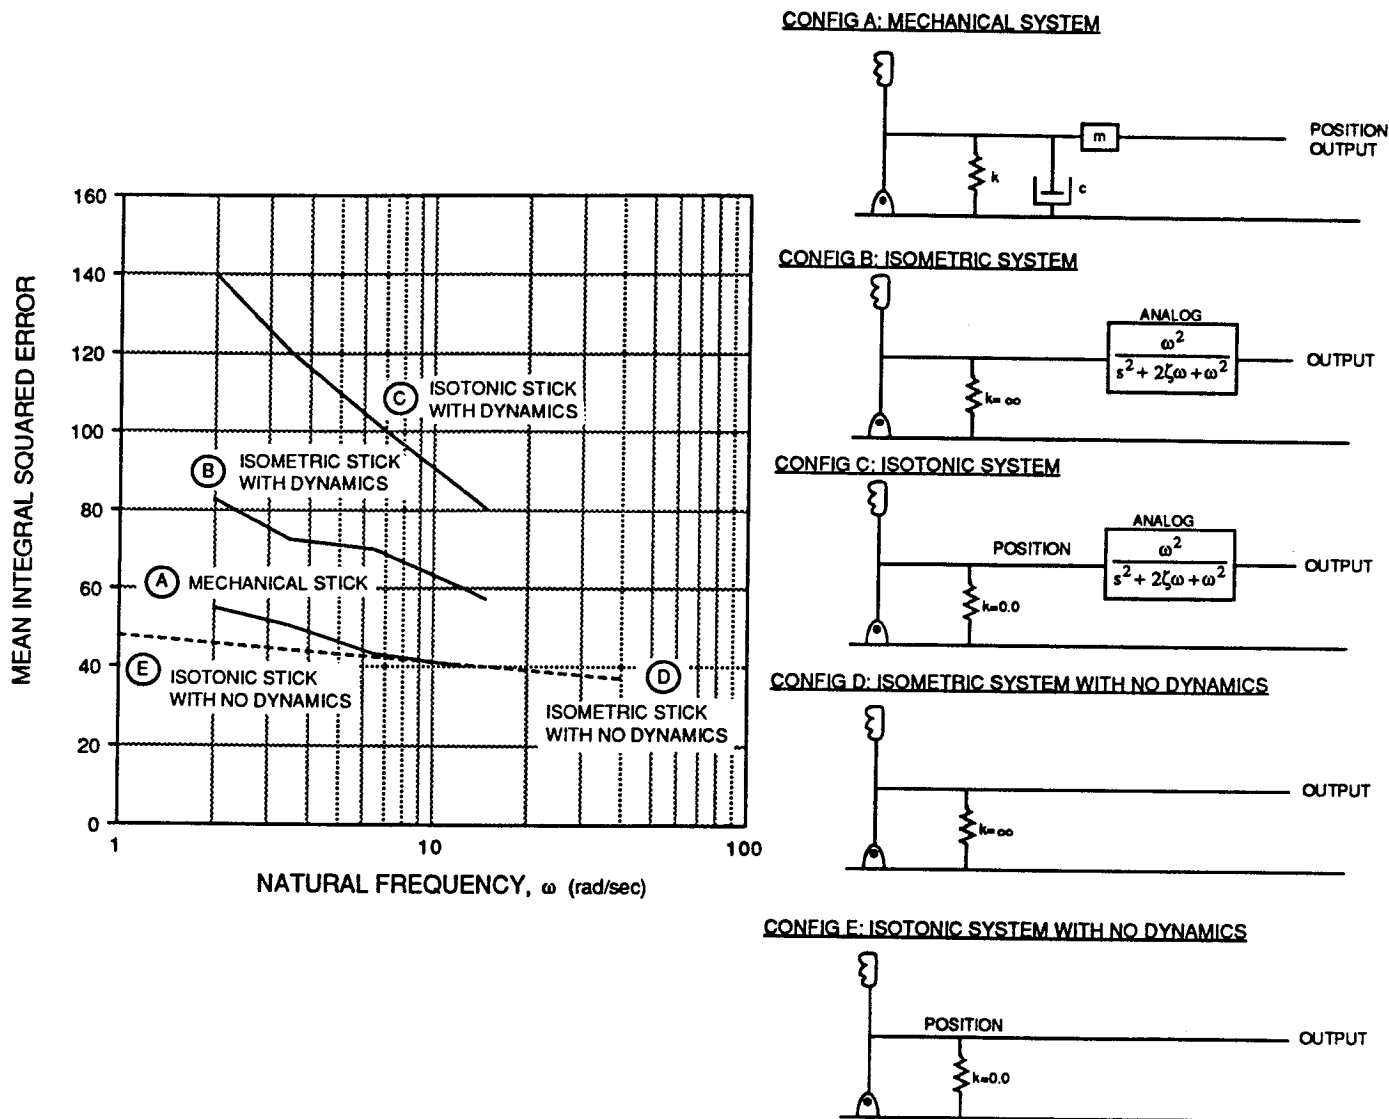 CONFIG A: MECHANICAL SYSTEM
m
POSITION
OUTPUT
k
c
CONFIG B: ISOMETRIC SYSTEM
ANALOG
ω²
s² + 2ζω + ω²
OUTPUT
k=∞
CONFIG C: ISOTONIC SYSTEM
ANALOG
POSITION
ω²
s² + 2ζω + ω²
OUTPUT
k=0.0
CONFIG D: ISOMETRIC SYSTEM WITH NO DYNAMICS
OUTPUT
k=∞
CONFIG E: ISOTONIC SYSTEM WITH NO DYNAMICS
POSITION
OUTPUT
k=0.0
MEAN INTEGRAL SQUARED ERROR
160
140
120
100
80
60
40
20
0
C ISOTONIC STICK
WITH DYNAMICS
B ISOMETRIC STICK
WITH DYNAMICS
A MECHANICAL STICK
E ISOTONIC STICK
WITH NO DYNAMICS
D
ISOMETRIC STICK
WITH NO DYNAMICS
1 10 100
NATURAL FREQUENCY, ω (rad/sec)